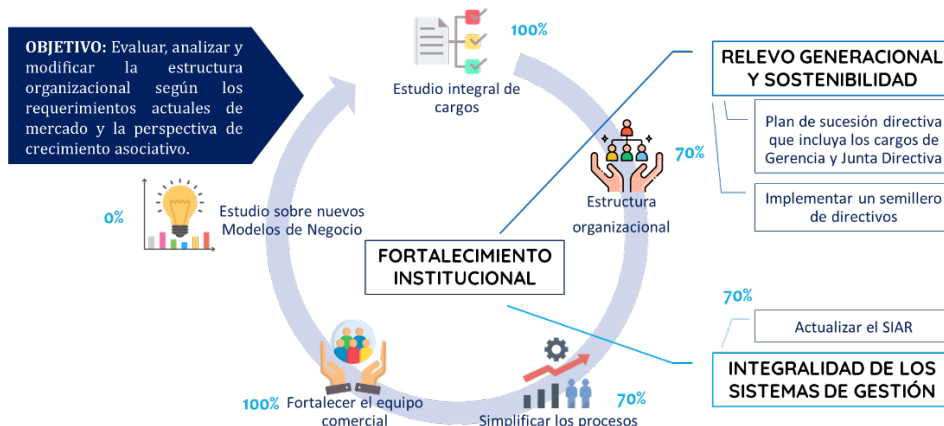 OBJETIVO: Evaluar, analizar y
modificar la estructura
organizacional según los
requerimientos actuales de
mercado y la perspectiva de
crecimiento asociativo.
100%
Estudio integral de
cargos
70%
Estructura
organizacional
0%
Estudio sobre nuevos
Modelos de Negocio
FORTALECIMIENTO
INSTITUCIONAL
100%
Fortalecer el equipo
comercial
70%
Simplificar los procesos
RELEVO GENERACIONAL
Y SOSTENIBILIDAD
Plan de sucesión directiva
que incluya los cargos de
Gerencia y Junta Directiva
Implementar un semillero
de directivos
70%
Actualizar el SIAR
INTEGRALIDAD DE LOS
SISTEMAS DE GESTIÓN